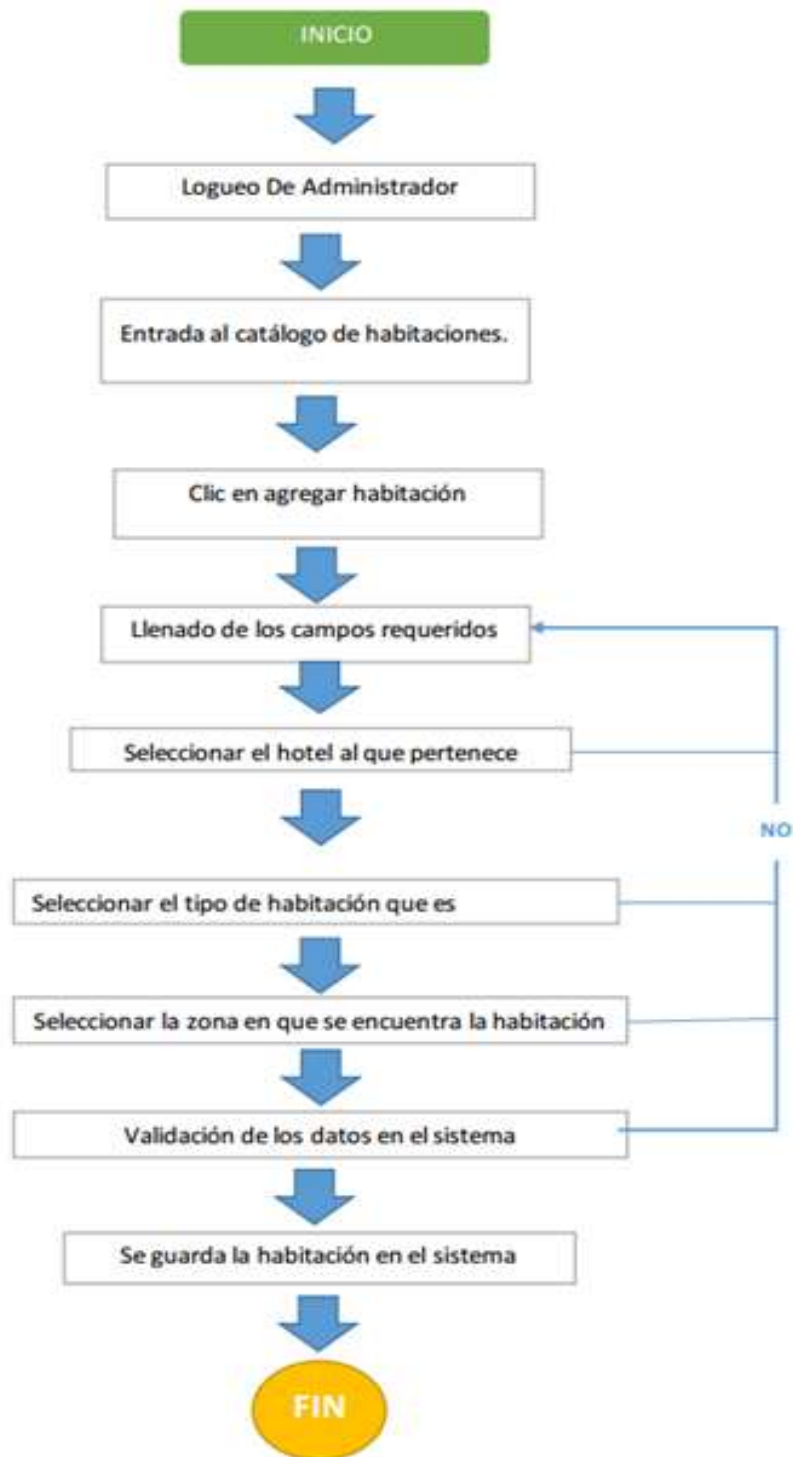 INICIO
Logueo De Administrador
Entrada al catálogo de habitaciones.
Clic en agregar habitación
Llenado de los campos requeridos
Seleccionar el hotel al que pertenece
NO
Seleccionar el tipo de habitación que es
Seleccionar la zona en que se encuentra la habitación
Validación de los datos en el sistema
Se guarda la habitación en el sistema
FIN